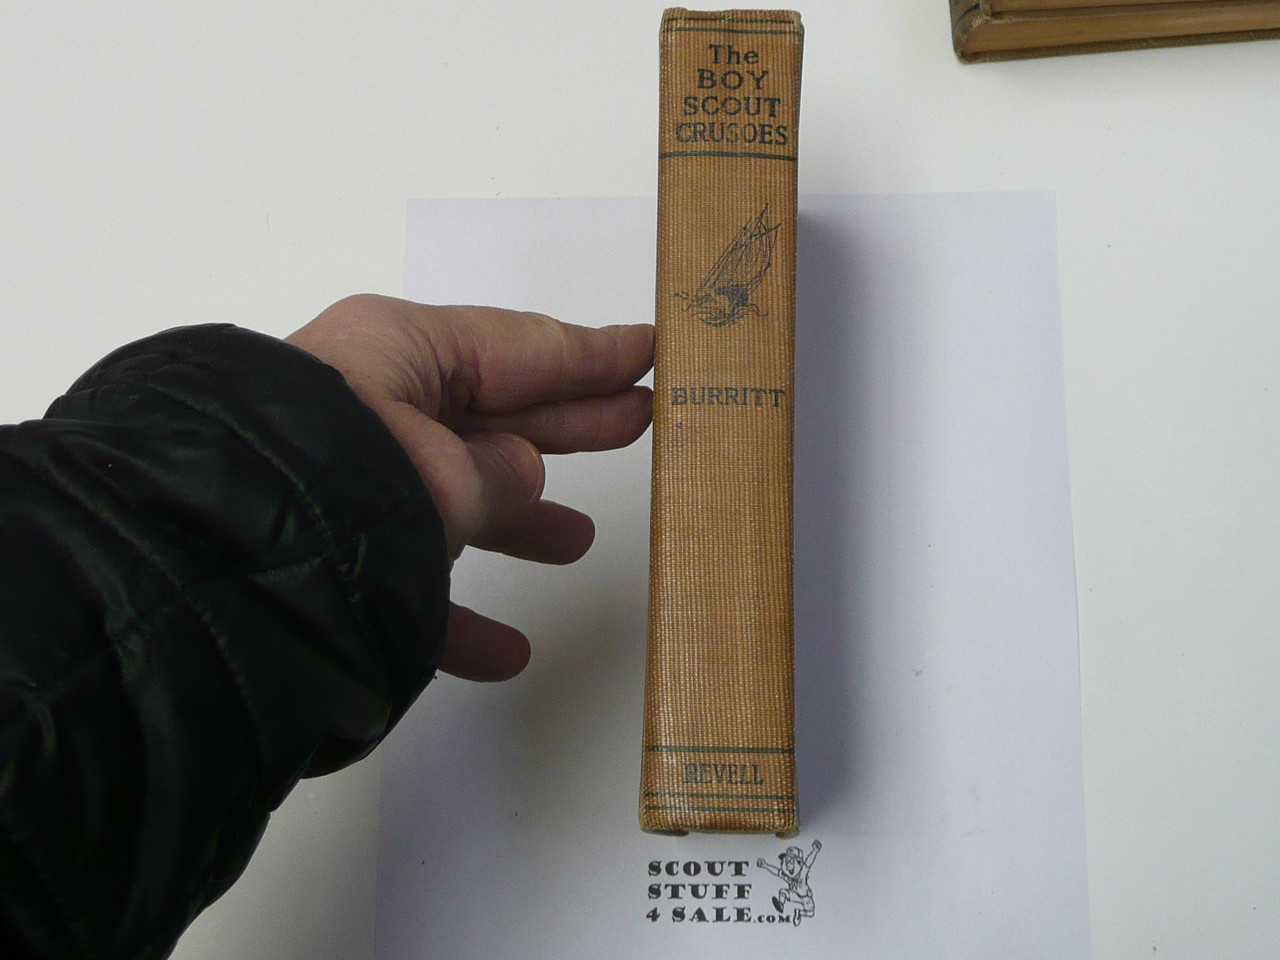 The
BOY
SCOUT
CRUSOES
BURRITT
REVELL
SCOUT
STUFF
4 SALE.COM